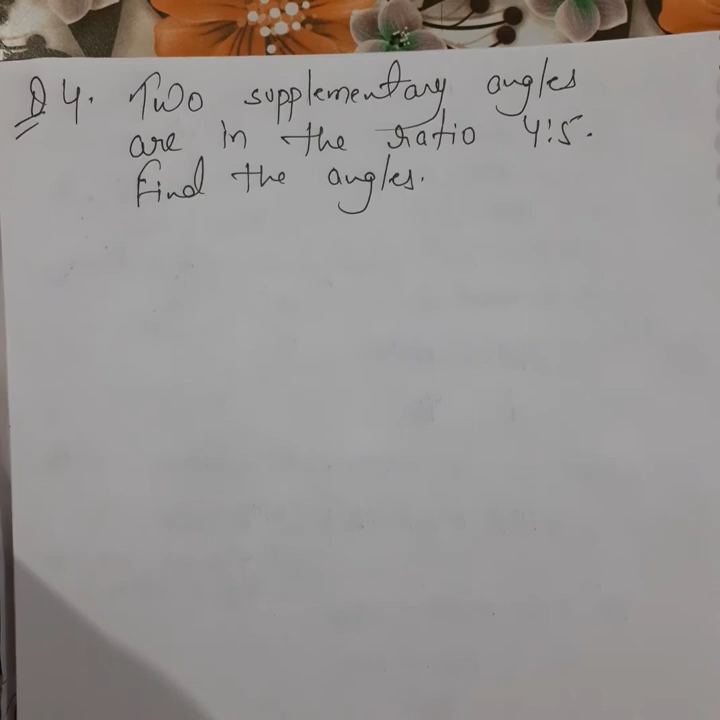 Q4. Two supplementary angles
are in the ratio 4:5.
Find the angles.